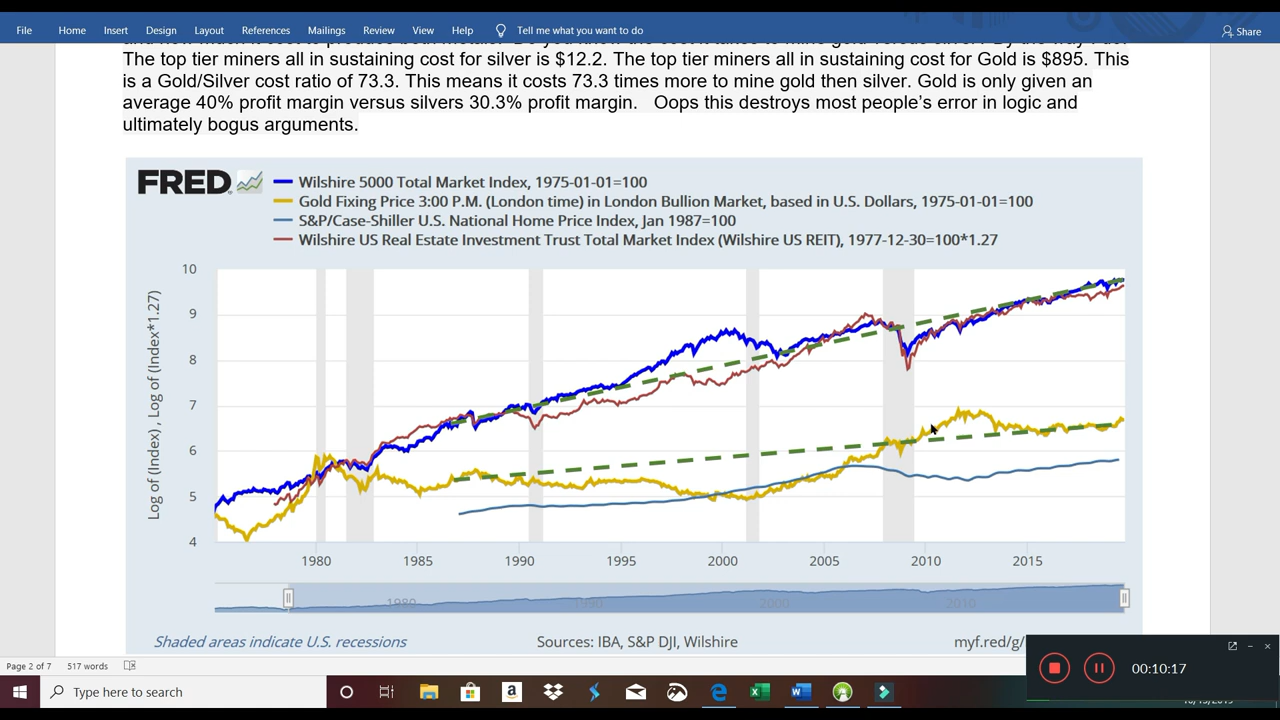 File Home Insert Draw Design Layout References Mailings Review View Help Tell me what you want to do Share
The top tier miners all in sustaining cost for silver is $12.2. The top tier miners all in sustaining cost for Gold is $895. This
is a Gold/Silver cost ratio of 73.3. This means it costs 73.3 times more to mine gold then silver. Gold is only given an
average 40% profit margin versus silvers 30.3% profit margin. Oops this destroys most people's error in logic and
ultimately bogus arguments.
FRED
Wilshire 5000 Total Market Index, 1975-01-01=100
Gold Fixing Price 3:00 P.M. (London time) in London Bullion Market, based in U.S. Dollars, 1975-01-01=100
S&P/Case-Shiller U.S. National Home Price Index, Jan 1987=100
Wilshire US Real Estate Investment Trust Total Market Index (Wilshire US REIT), 1977-12-30=100*1.27
Log of (Index) , Log of (Index*1.27)
10
9
8
7
6
5
4
1980 1985 1990 1995 2000 2005 2010 2015
1980 1990 2000 2010
Shaded areas indicate U.S. recessions Sources: IBA, S&P DJI, Wilshire myf.red/g/
Page 2 of 7 517 words
00:10:17
Type here to search